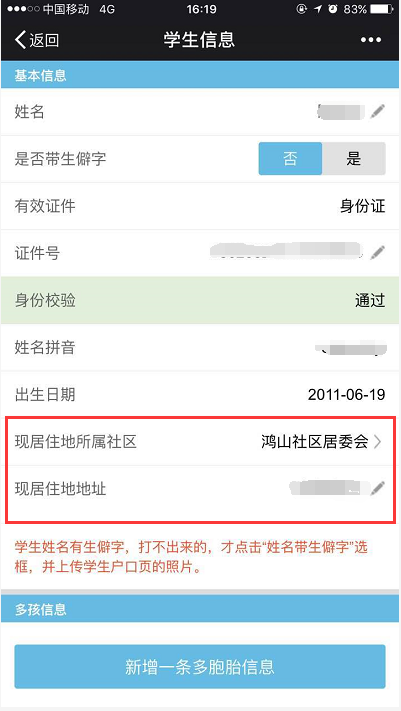 中国移动 4G 16:19 83%
返回 学生信息
基本信息
姓名
是否带生僻字 否 是
有效证件 身份证
证件号
身份校验 通过
姓名拼音
出生日期 2011-06-19
现居住地所属社区 鸿山社区居委会
现居住地地址
学生姓名有生僻字，打不出来的，才点击“姓名带生僻字”选
框，并上传学生户口页的照片。
多孩信息
新增一条多胞胎信息